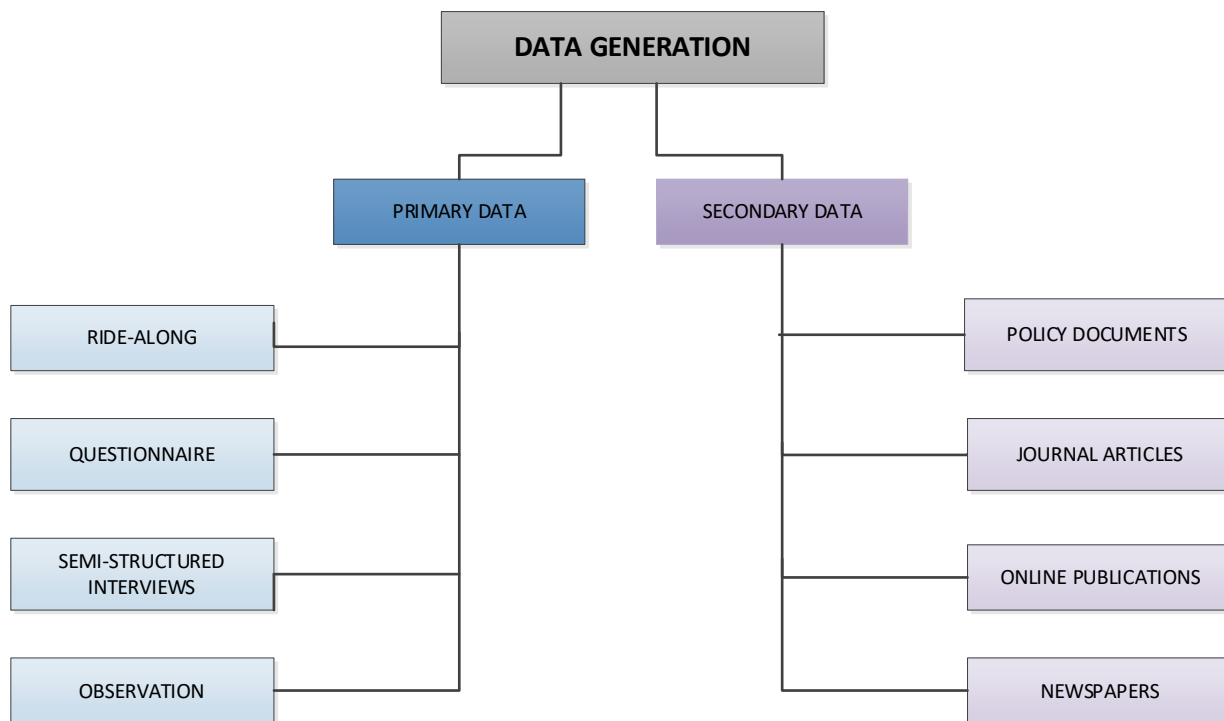 DATA GENERATION
PRIMARY DATA
SECONDARY DATA
RIDE-ALONG
POLICY DOCUMENTS
QUESTIONNAIRE
JOURNAL ARTICLES
SEMI-STRUCTURED
INTERVIEWS
ONLINE PUBLICATIONS
OBSERVATION
NEWSPAPERS